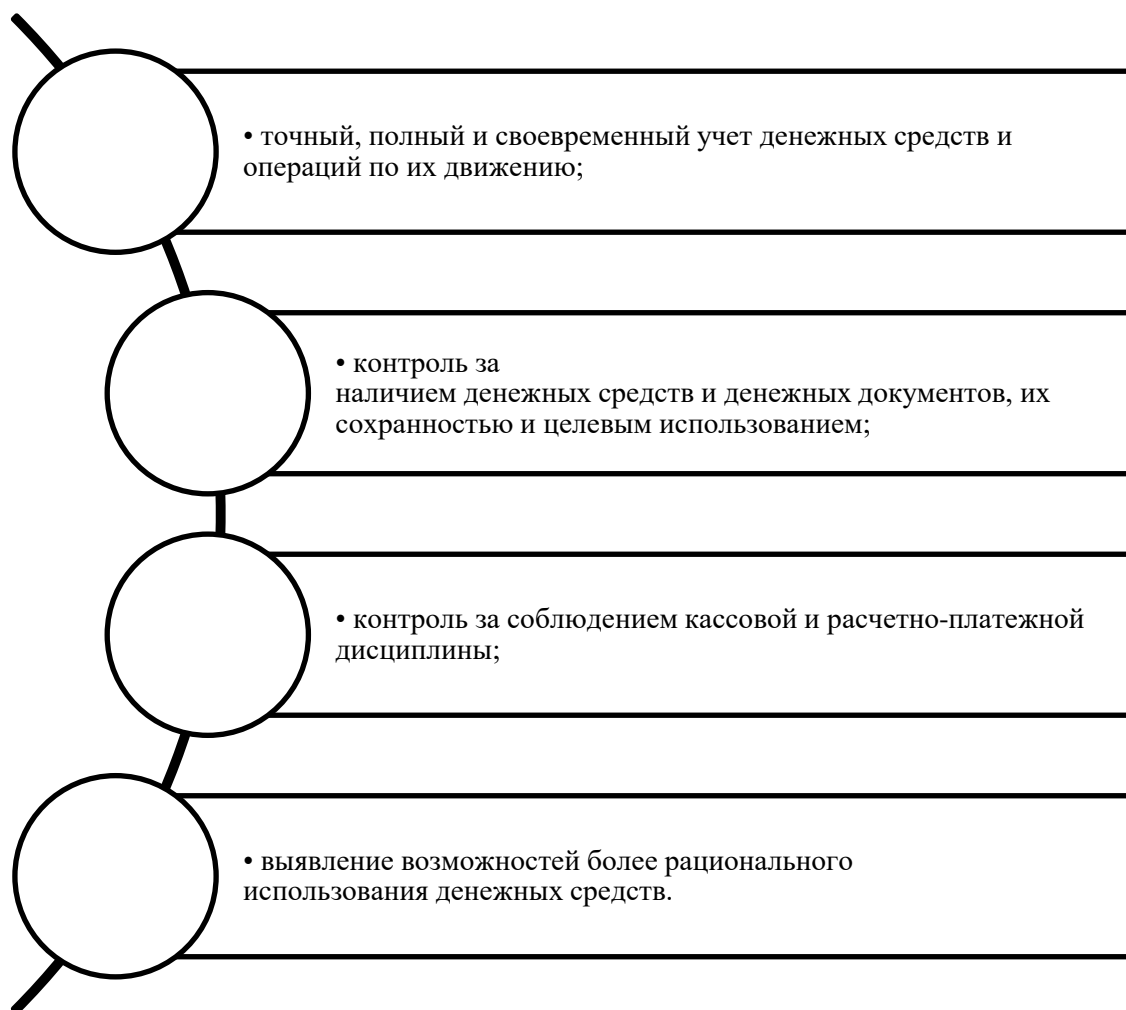 • точный, полный и своевременный учет денежных средств и
операций по их движению;
• контроль за
наличием денежных средств и денежных документов, их
сохранностью и целевым использованием;
• контроль за соблюдением кассовой и расчетно-платежной
дисциплины;
• выявление возможностей более рационального
использования денежных средств.